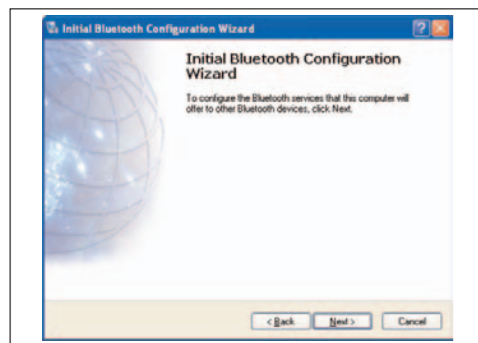 Initial Bluetooth Configuration Wizard
Initial Bluetooth Configuration
Wizard
To configure the Bluetooth services that this computer will
offer to other Bluetooth devices, click Next.
< Back Next > Cancel